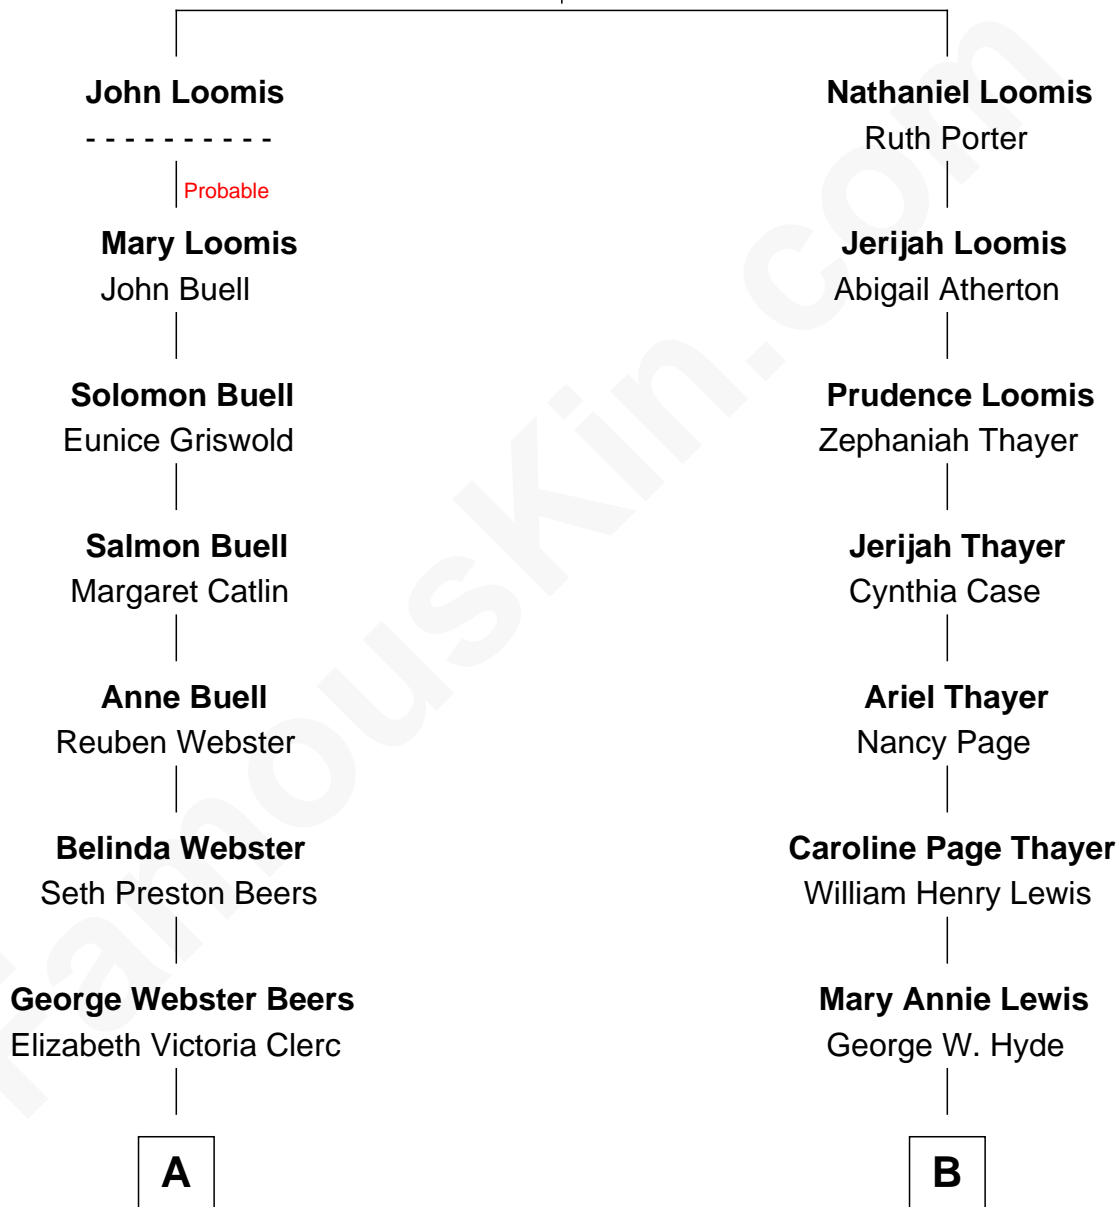 John Loomis
- - - - - - - - - -
Probable
Mary Loomis
John Buell
Solomon Buell
Eunice Griswold
Salmon Buell
Margaret Catlin
Anne Buell
Reuben Webster
Belinda Webster
Seth Preston Beers
George Webster Beers
Elizabeth Victoria Clerc
A
Nathaniel Loomis
Ruth Porter
Jerijah Loomis
Abigail Atherton
Prudence Loomis
Zephaniah Thayer
Jerijah Thayer
Cynthia Case
Ariel Thayer
Nancy Page
Caroline Page Thayer
William Henry Lewis
Mary Annie Lewis
George W. Hyde
B
FamousKin.com